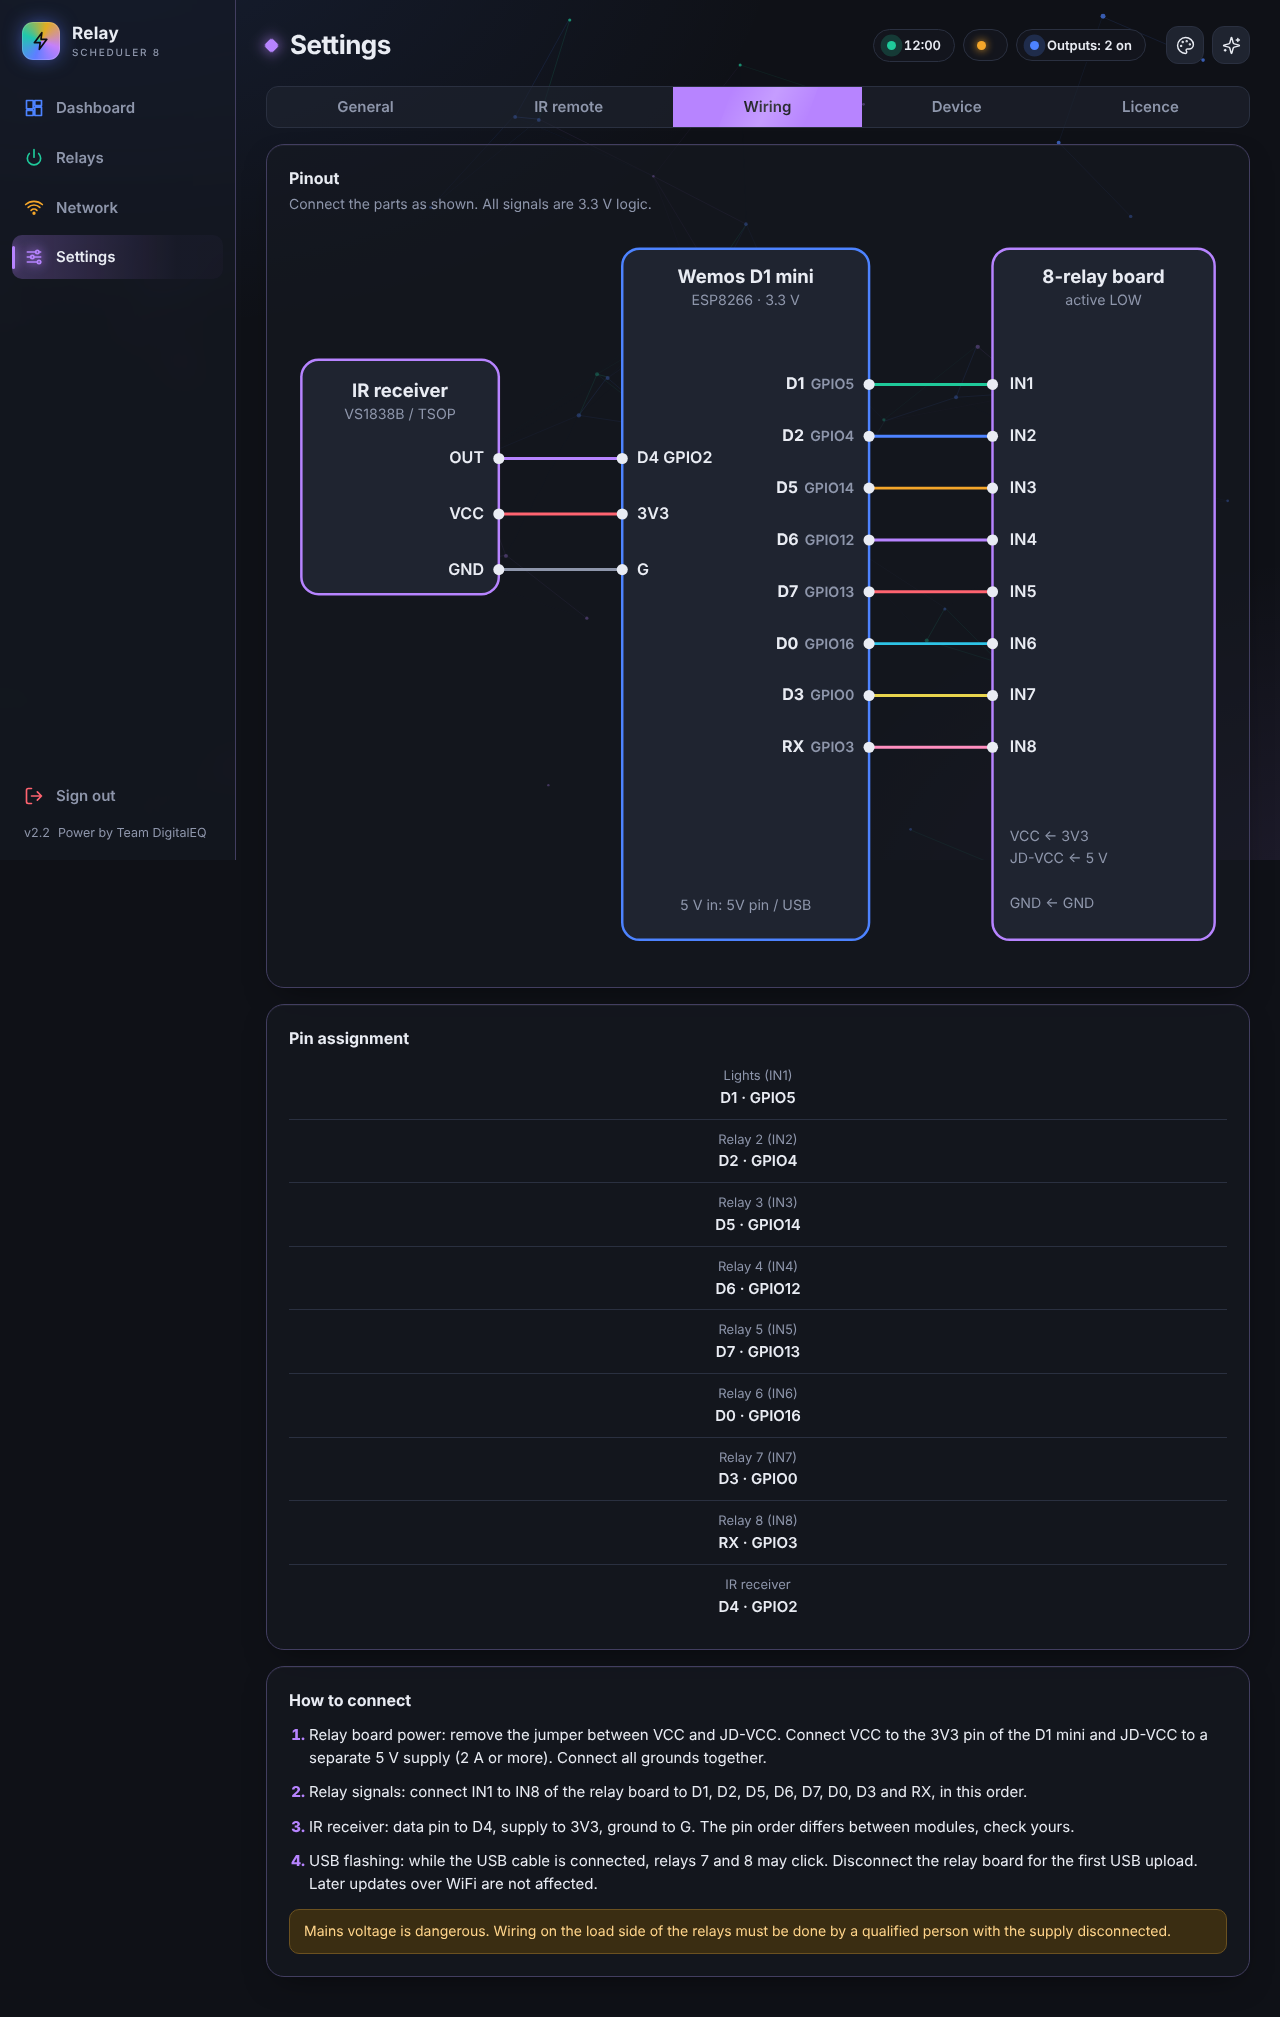 Relay
SCHEDULER 8
Dashboard
Relays
Network
Settings
Sign out
v2.2 Power by Team DigitalEQ
Settings
12:00
Outputs: 2 on
General
IR remote
Wiring
Device
Licence
Pinout
Connect the parts as shown. All signals are 3.3 V logic.
IR receiver
VS1838B / TSOP
OUT
VCC
GND
Wemos D1 mini
ESP8266 · 3.3 V
D4 GPIO2
3V3
G
D1 GPIO5
D2 GPIO4
D5 GPIO14
D6 GPIO12
D7 GPIO13
D0 GPIO16
D3 GPIO0
RX GPIO3
5 V in: 5V pin / USB
8-relay board
active LOW
IN1
IN2
IN3
IN4
IN5
IN6
IN7
IN8
VCC ← 3V3
JD-VCC ← 5 V
GND ← GND
Pin assignment
Lights (IN1)
D1 · GPIO5
Relay 2 (IN2)
D2 · GPIO4
Relay 3 (IN3)
D5 · GPIO14
Relay 4 (IN4)
D6 · GPIO12
Relay 5 (IN5)
D7 · GPIO13
Relay 6 (IN6)
D0 · GPIO16
Relay 7 (IN7)
D3 · GPIO0
Relay 8 (IN8)
RX · GPIO3
IR receiver
D4 · GPIO2
How to connect
1. Relay board power: remove the jumper between VCC and JD-VCC. Connect VCC to the 3V3 pin of the D1 mini and JD-VCC to a
separate 5 V supply (2 A or more). Connect all grounds together.
2. Relay signals: connect IN1 to IN8 of the relay board to D1, D2, D5, D6, D7, D0, D3 and RX, in this order.
3. IR receiver: data pin to D4, supply to 3V3, ground to G. The pin order differs between modules, check yours.
4. USB flashing: while the USB cable is connected, relays 7 and 8 may click. Disconnect the relay board for the first USB upload.
Later updates over WiFi are not affected.
Mains voltage is dangerous. Wiring on the load side of the relays must be done by a qualified person with the supply disconnected.